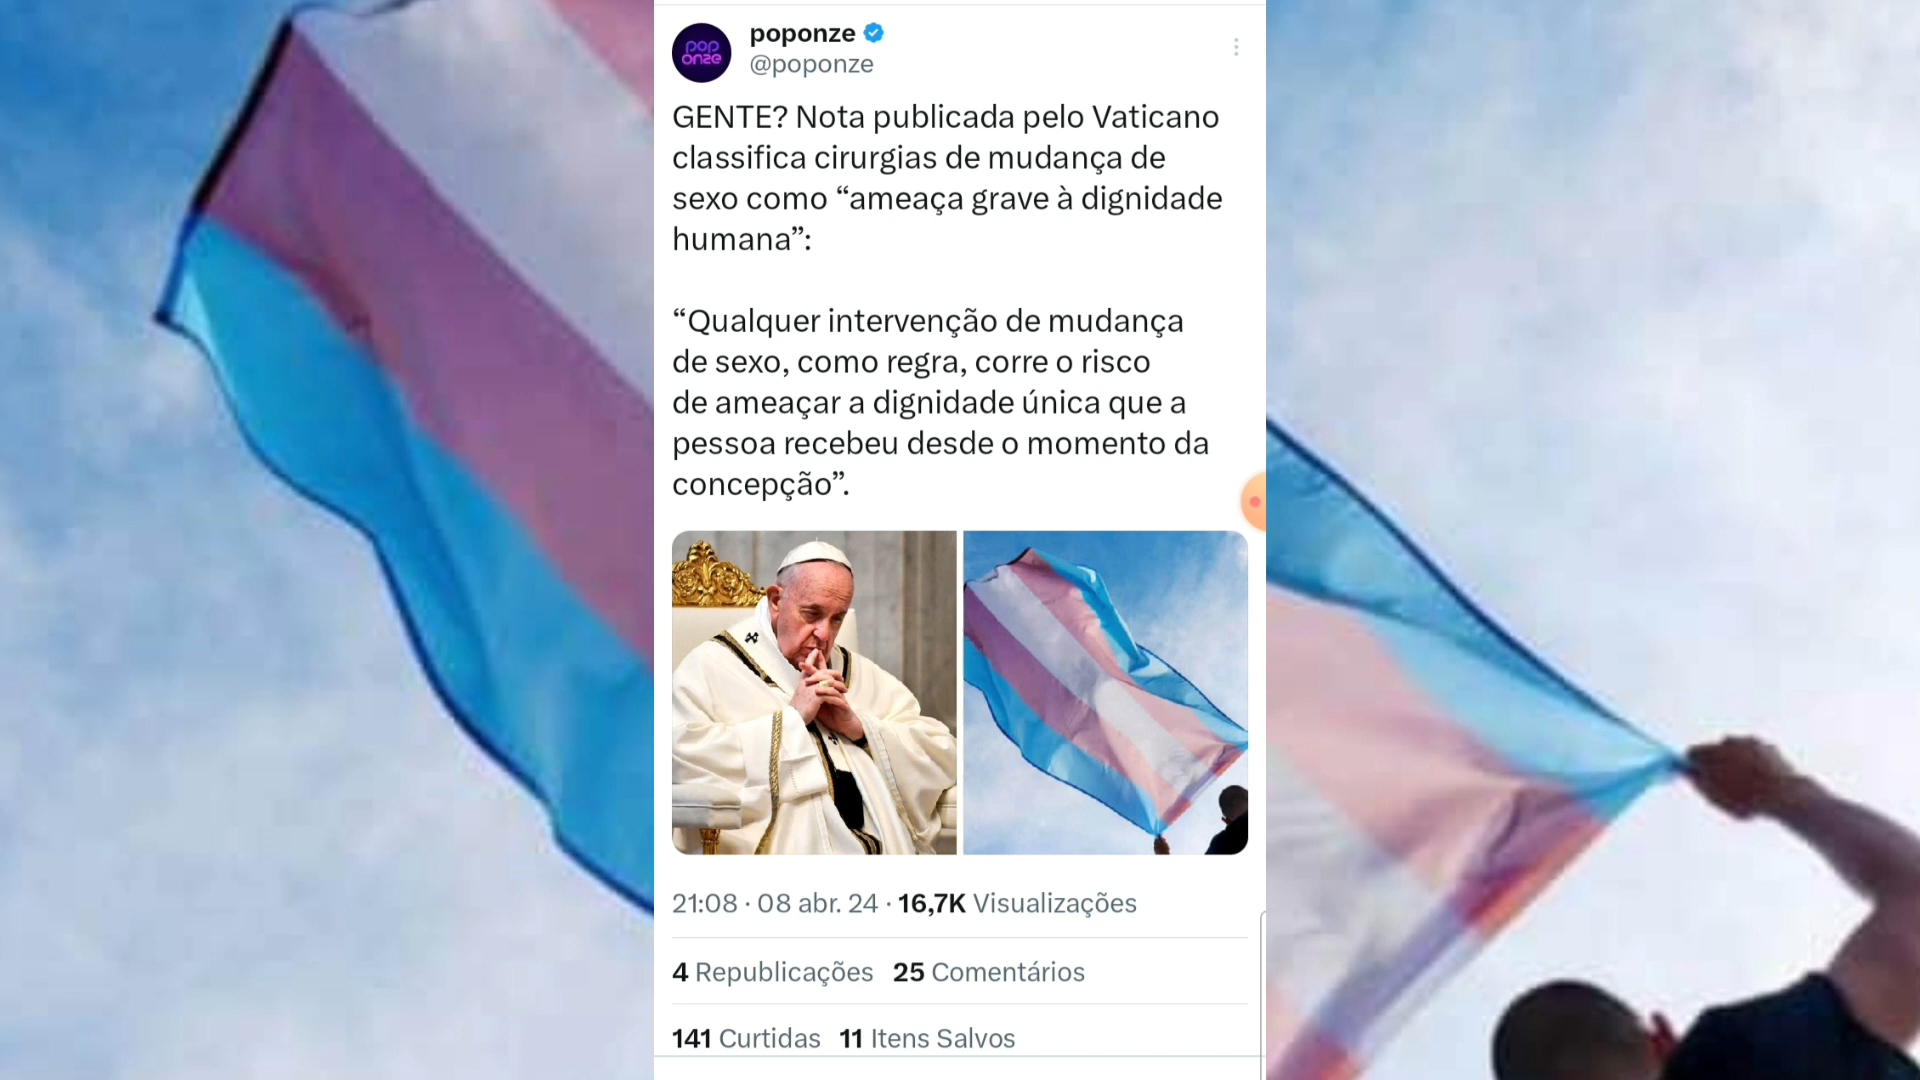 pop
onze
poponze
@poponze
GENTE? Nota publicada pelo Vaticano
classifica cirurgias de mudança de
sexo como “ameaça grave à dignidade
humana”:
“Qualquer intervenção de mudança
de sexo, como regra, corre o risco
de ameaçar a dignidade única que a
pessoa recebeu desde o momento da
concepção”.
21:08 · 08 abr. 24 · 16,7K Visualizações
4 Republicações 25 Comentários
141 Curtidas 11 Itens Salvos